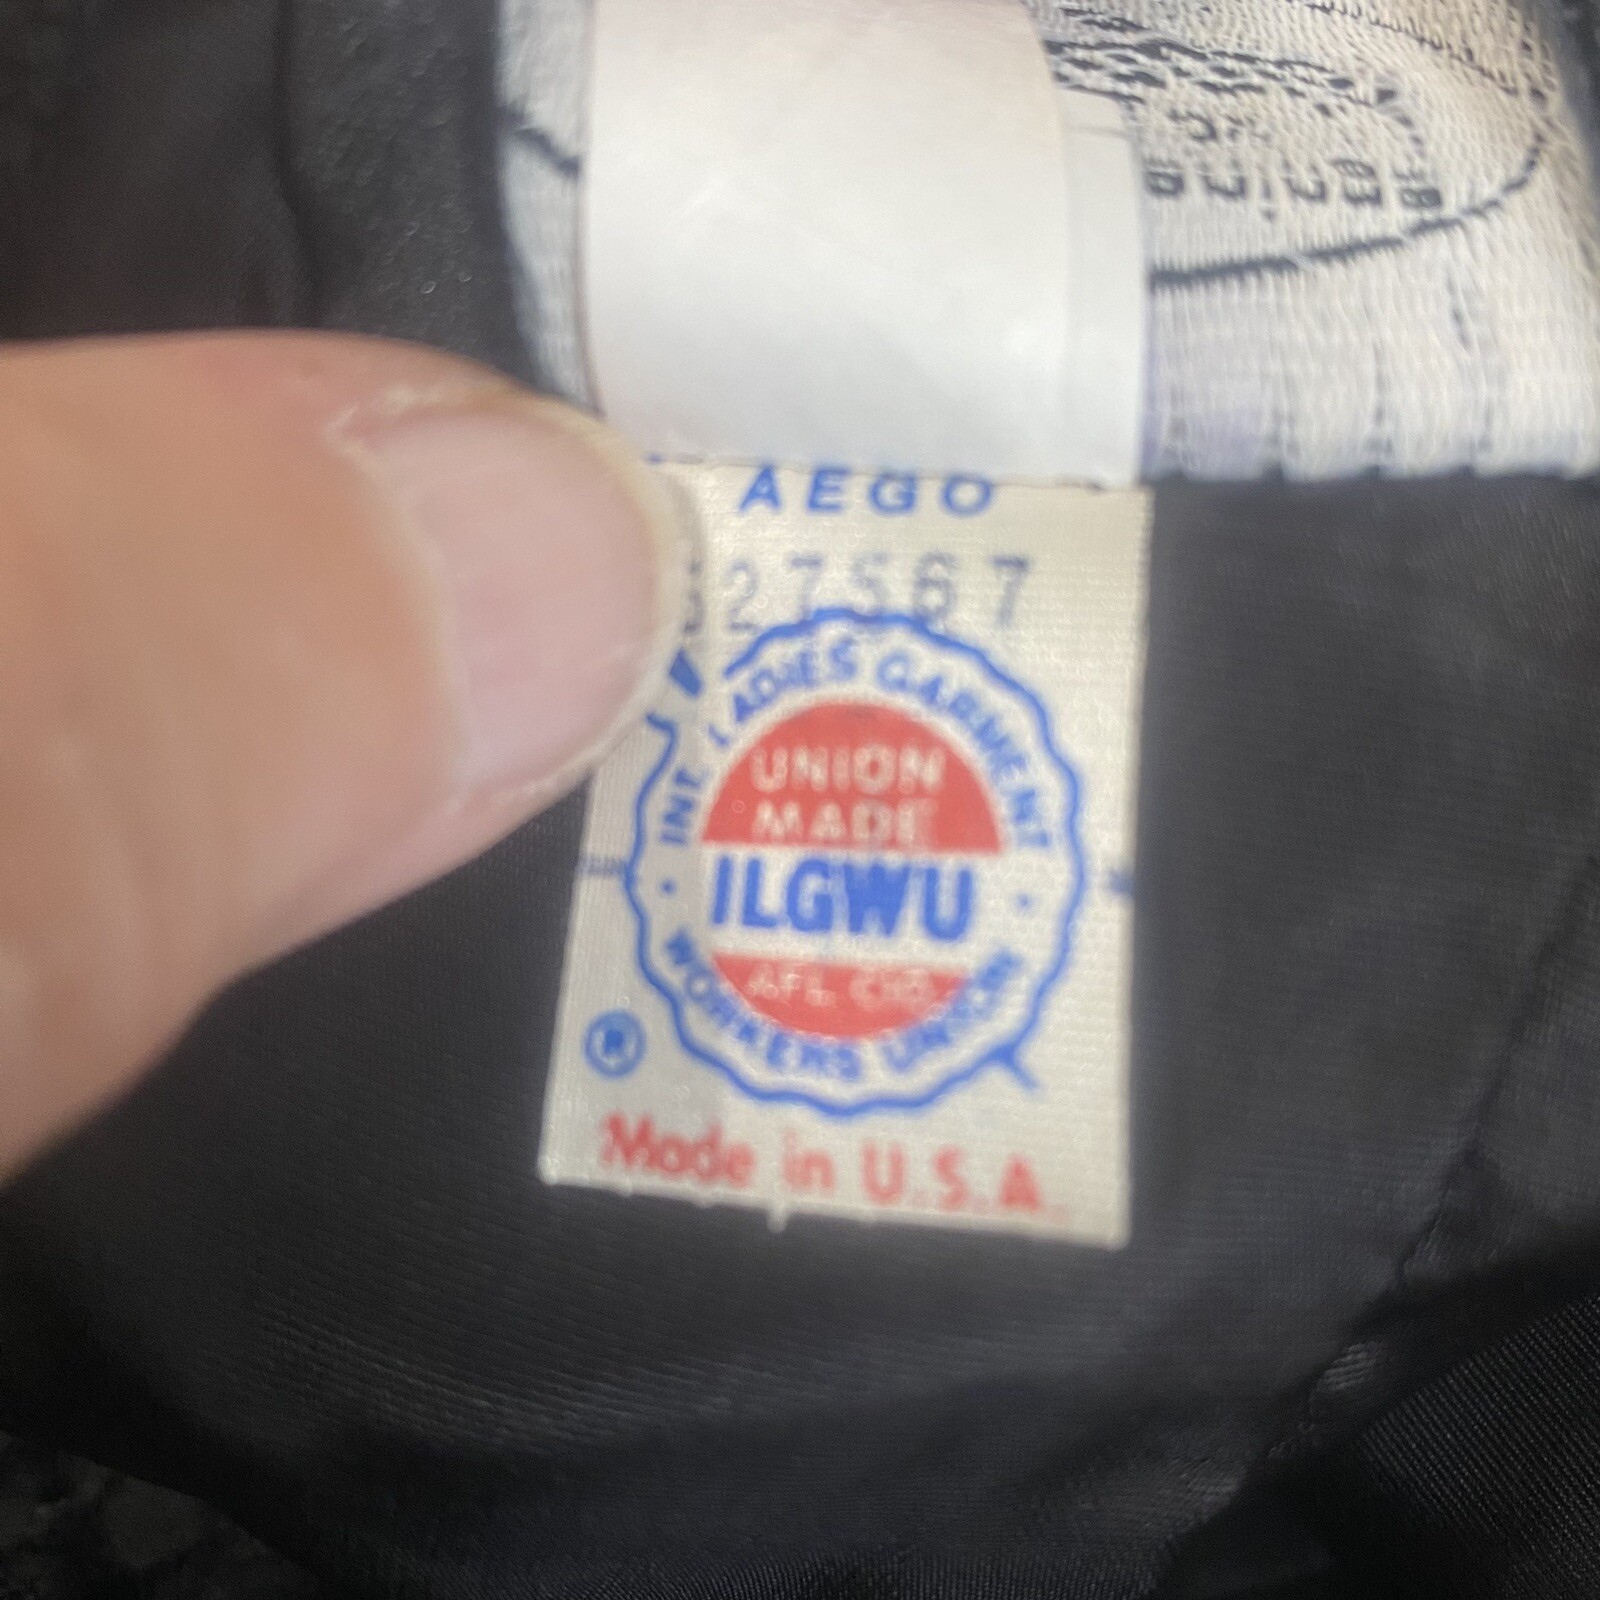 AEGO
27567
INT. LADIES GARMENT
UNION
MADE
ILGWU
AFL CIO
WORKERS UNION
®
Made in U.S.A.